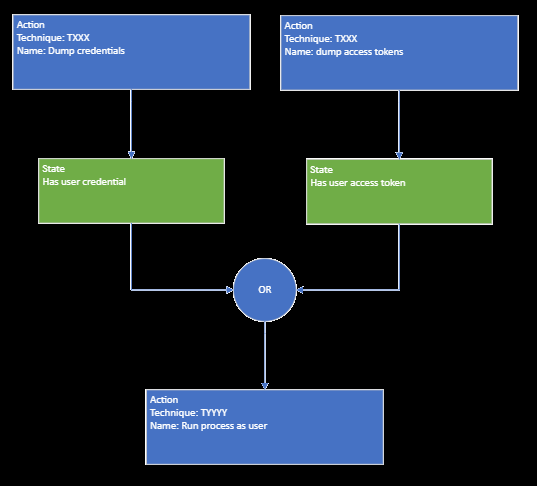 Action
Technique: TXXX
Name: Dump credentials
Action
Technique: TXXX
Name: dump access tokens
State
Has user credential
State
Has user access token
OR
Action
Technique: TYYYY
Name: Run process as user